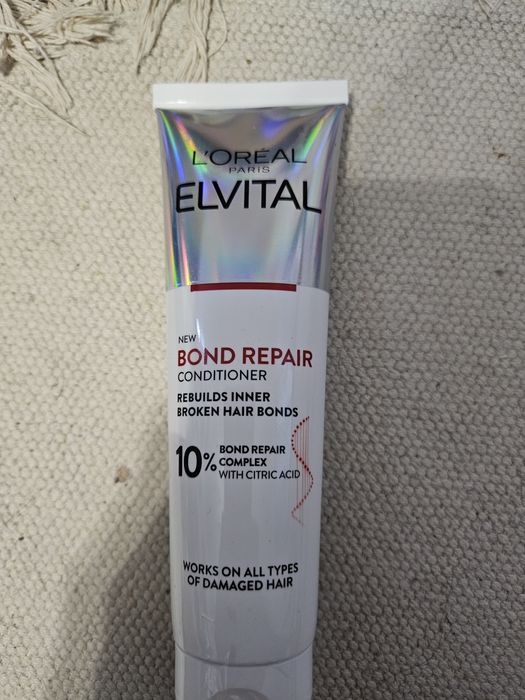 L'ORÉAL
PARIS
ELVITAL
NEW
BOND REPAIR
CONDITIONER
REBUILDS INNER
BROKEN HAIR BONDS
10% BOND REPAIR
COMPLEX
WITH CITRIC ACID
WORKS ON ALL TYPES
OF DAMAGED HAIR